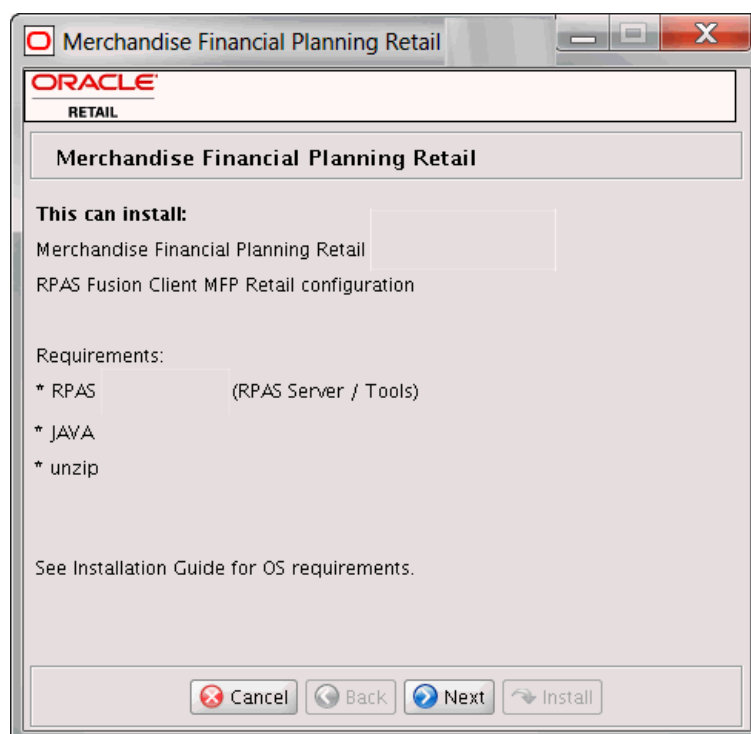 Merchandise Financial Planning Retail
ORACLE
RETAIL
Merchandise Financial Planning Retail
This can install:
Merchandise Financial Planning Retail
RPAS Fusion Client MFP Retail configuration
Requirements:
* RPAS (RPAS Server / Tools)
* JAVA
* unzip
See Installation Guide for OS requirements.
Cancel Back Next Install